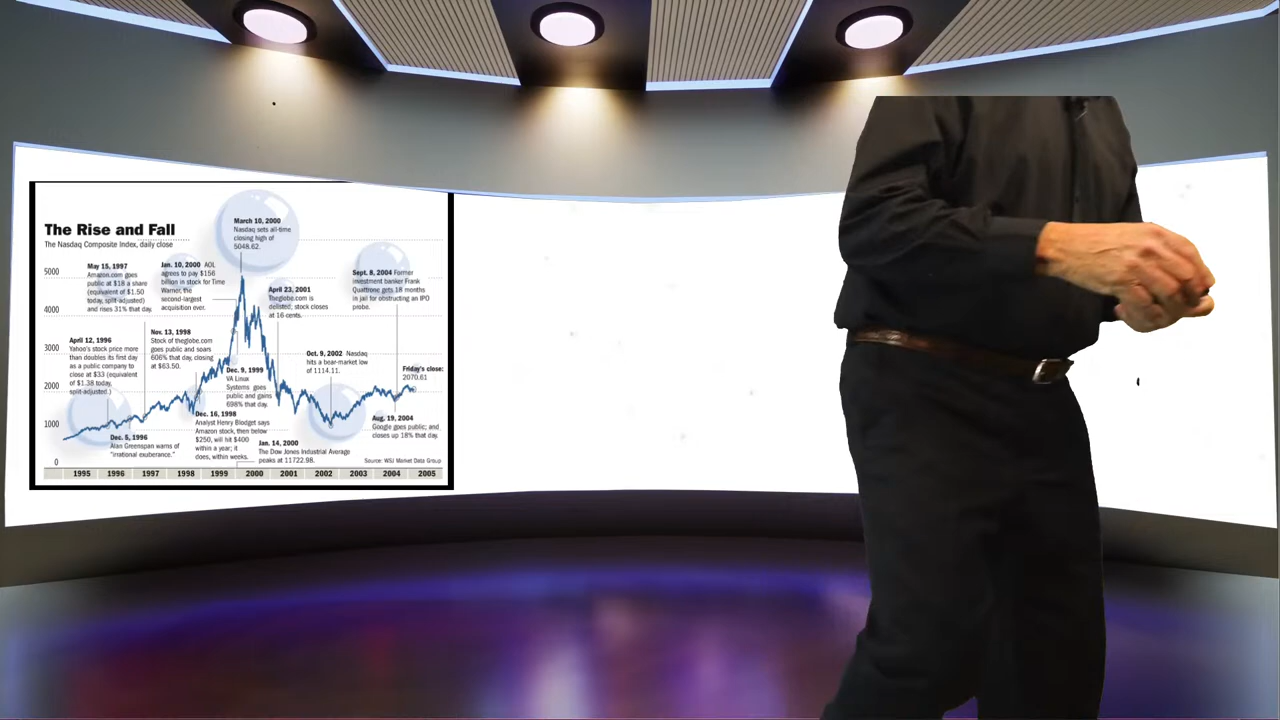 The Rise and Fall
The Nasdaq Composite Index, daily close
March 10, 2000
Nasdaq sets all-time
closing high of
5048.62.
May 15, 1997
Amazon.com goes
public at $18 a share
(equivalent of $1.50
today, split-adjusted)
and rises 31% that day.
Jan. 10, 2000 AOL
agrees to pay $156
billion in stock for Time
Warner, the
second-largest
acquisition ever.
April 23, 2001
Theglobe.com is
delisted; stock closes
at 16 cents.
Sept. 8, 2004 Former
investment banker Frank
Quattrone gets 18 months
in jail for obstructing an IPO
probe.
April 12, 1996
Yahoo's stock price more
than doubles its first day
as a public company to
close at $33 (equivalent
of $1.38 today,
split-adjusted.)
Nov. 13, 1998
Stock of theglobe.com
goes public and soars
606% that day, closing
at $63.50.
Dec. 9, 1999
VA Linux
Systems goes
public and gains
698% that day.
Oct. 9, 2002 Nasdaq
hits a bear-market low
of 1114.11.
Friday's close:
2070.61
Dec. 5, 1996
Alan Greenspan warns of
"irrational exuberance."
Dec. 16, 1998
Analyst Henry Blodget says
Amazon stock, then below
$250, will hit $400
within a year; it
does, within weeks.
Jan. 14, 2000
The Dow Jones Industrial Average
peaks at 11722.98.
Aug. 19, 2004
Google goes public; and
closes up 18% that day.
Source: WSJ Market Data Group
5000
4000
3000
2000
1000
0
1995 1996 1997 1998 1999 2000 2001 2002 2003 2004 2005